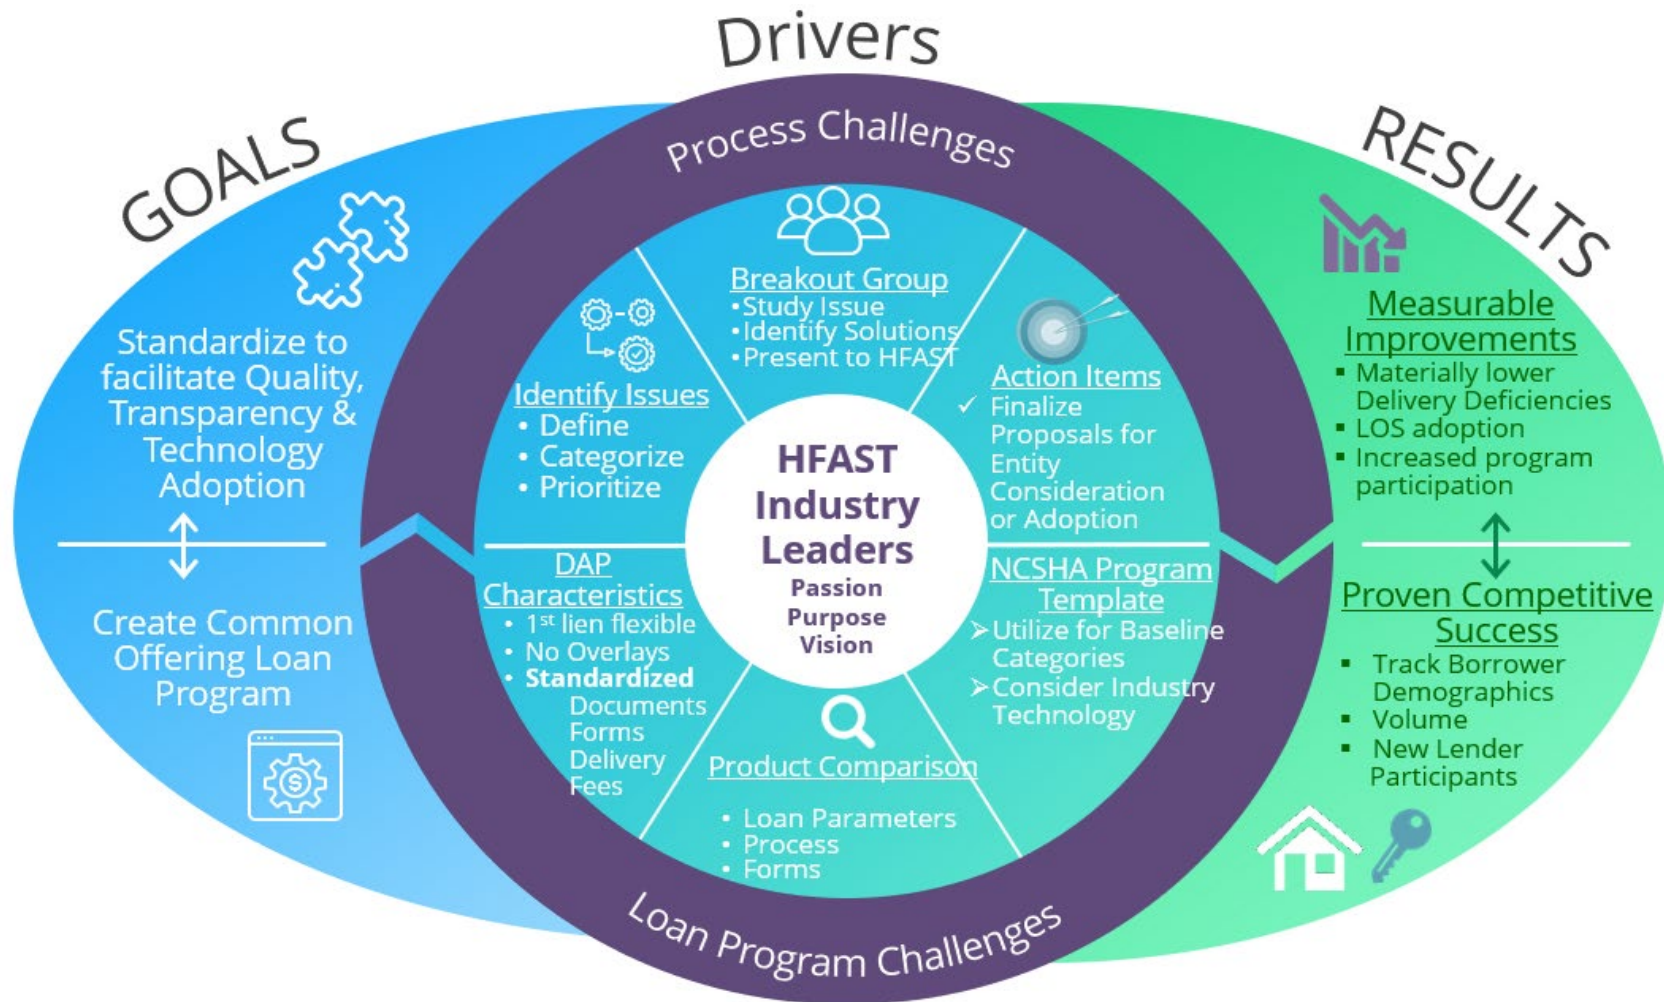 Drivers
GOALS
RESULTS
Process Challenges
Standardize to
facilitate Quality,
Transparency &
Technology
Adoption
Create Common
Offering Loan
Program
$
Identify Issues
• Define
• Categorize
• Prioritize
Breakout Group
• Study Issue
• Identify Solutions
• Present to HFAST
Action Items
✓ Finalize
Proposals for
Entity
Consideration
or Adoption
HFAST
Industry
Leaders
Passion
Purpose
Vision
DAP
Characteristics
• 1st lien flexible
• No Overlays
• Standardized
Documents
Forms
Delivery
Fees
Product Comparison
• Loan Parameters
• Process
• Forms
NCSHA Program
Template
➢ Utilize for Baseline
Categories
➢ Consider Industry
Technology
Loan Program Challenges
Measurable
Improvements
▪ Materially lower
Delivery Deficiencies
▪ LOS adoption
▪ Increased program
participation
Proven Competitive
Success
▪ Track Borrower
Demographics
▪ Volume
▪ New Lender
Participants